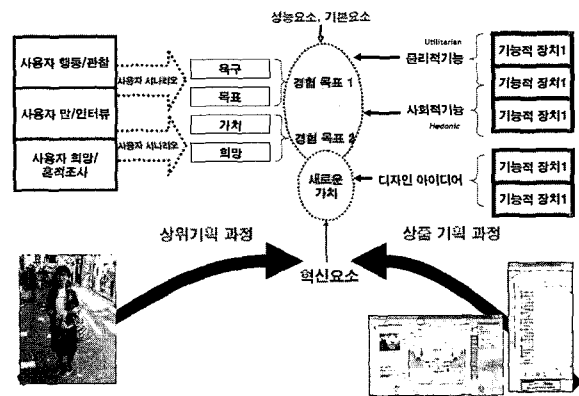 성능요소, 기본요소
사용자 행동/관찰
사용자 시나리오
사용자 말/인터뷰
사용자 시나리오
사용자 희망/
흔적조사
욕구
목표
가치
희망
경험 목표 1
경험 목표 2
새로운
가치
Utilitarian
물리적기능
사회적기능
Hedonic
디자인 아이디어
기능적 장치1
기능적 장치1
기능적 장치1
기능적 장치1
기능적 장치1
상위기획 과정
상품 기획 과정
혁신요소